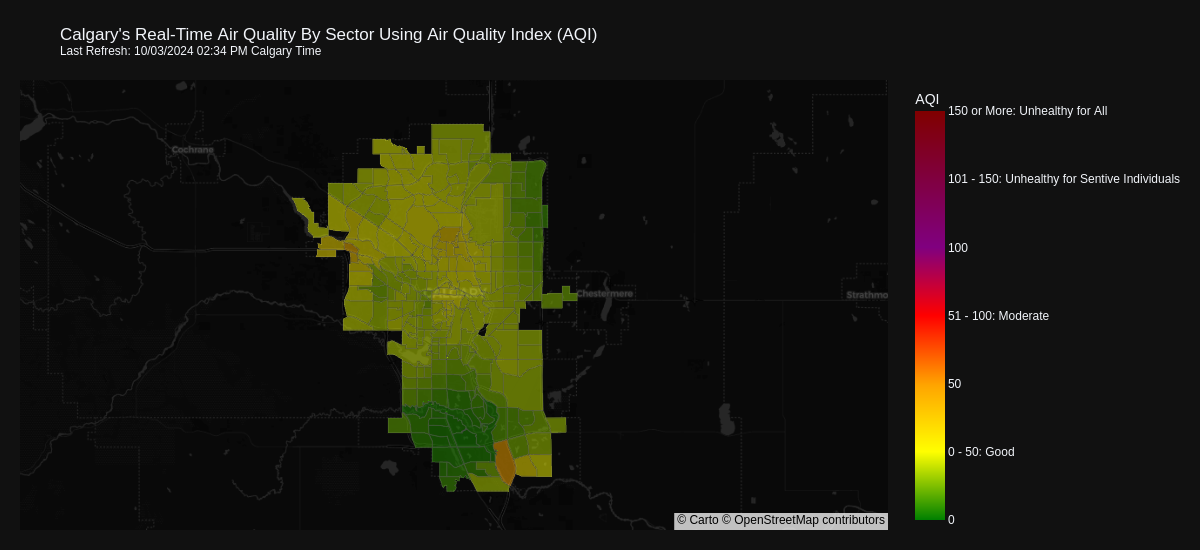 Calgary's Real-Time Air Quality By Sector Using Air Quality Index (AQI)
Last Refresh: 10/03/2024 02:34 PM Calgary Time
AQI
150 or More: Unhealthy for All
101 - 150: Unhealthy for Sentive Individuals
100
51 - 100: Moderate
50
0 - 50: Good
0
Cochrane
Chestermere
Strathmo
© Carto © OpenStreetMap contributors